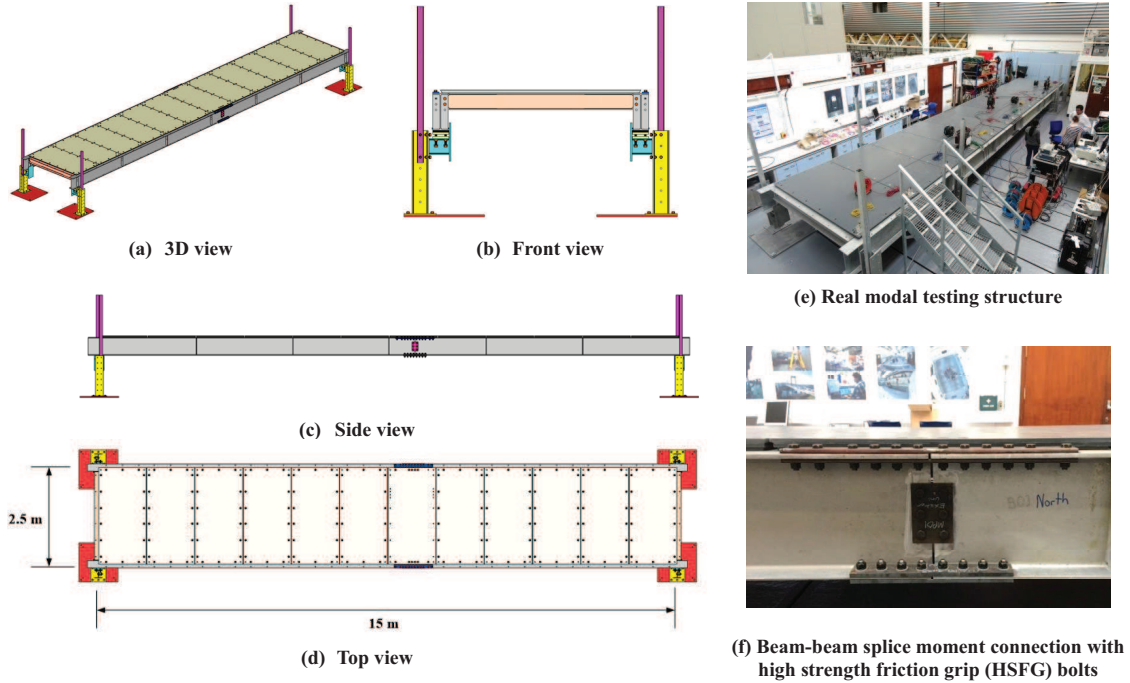 (a) 3D view
(b) Front view
(c) Side view
2.5 m
15 m
(d) Top view
(e) Real modal testing structure
North
(f) Beam-beam splice moment connection with
high strength friction grip (HSFG) bolts